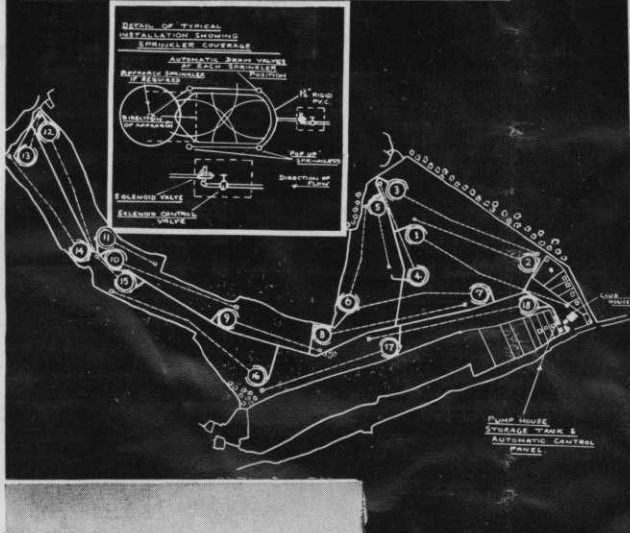 DETAIL OF TYPICAL
INSTALLATION SHOWING
SPRINKLER COVERAGE
AUTOMATIC DRAIN VALVES
AT EACH SPRINKLER
POSITION
APPROACH SPRINKLER
IF REQUIRED
RIGID
P.V.C.
DIRECTION
OF APPROACH
"POP UP"
SPRINKLERS
SOLENOID VALVE
DIRECTION OF
FLOW
SOLENOID CONTROL
VALVE
12
13
3
5
11
1
14
10
2
15
4
7
6
18
CLUB
HOUSE
9
8
17
16
PUMP HOUSE
STORAGE TANK &
AUTOMATIC CONTROL
PANEL.